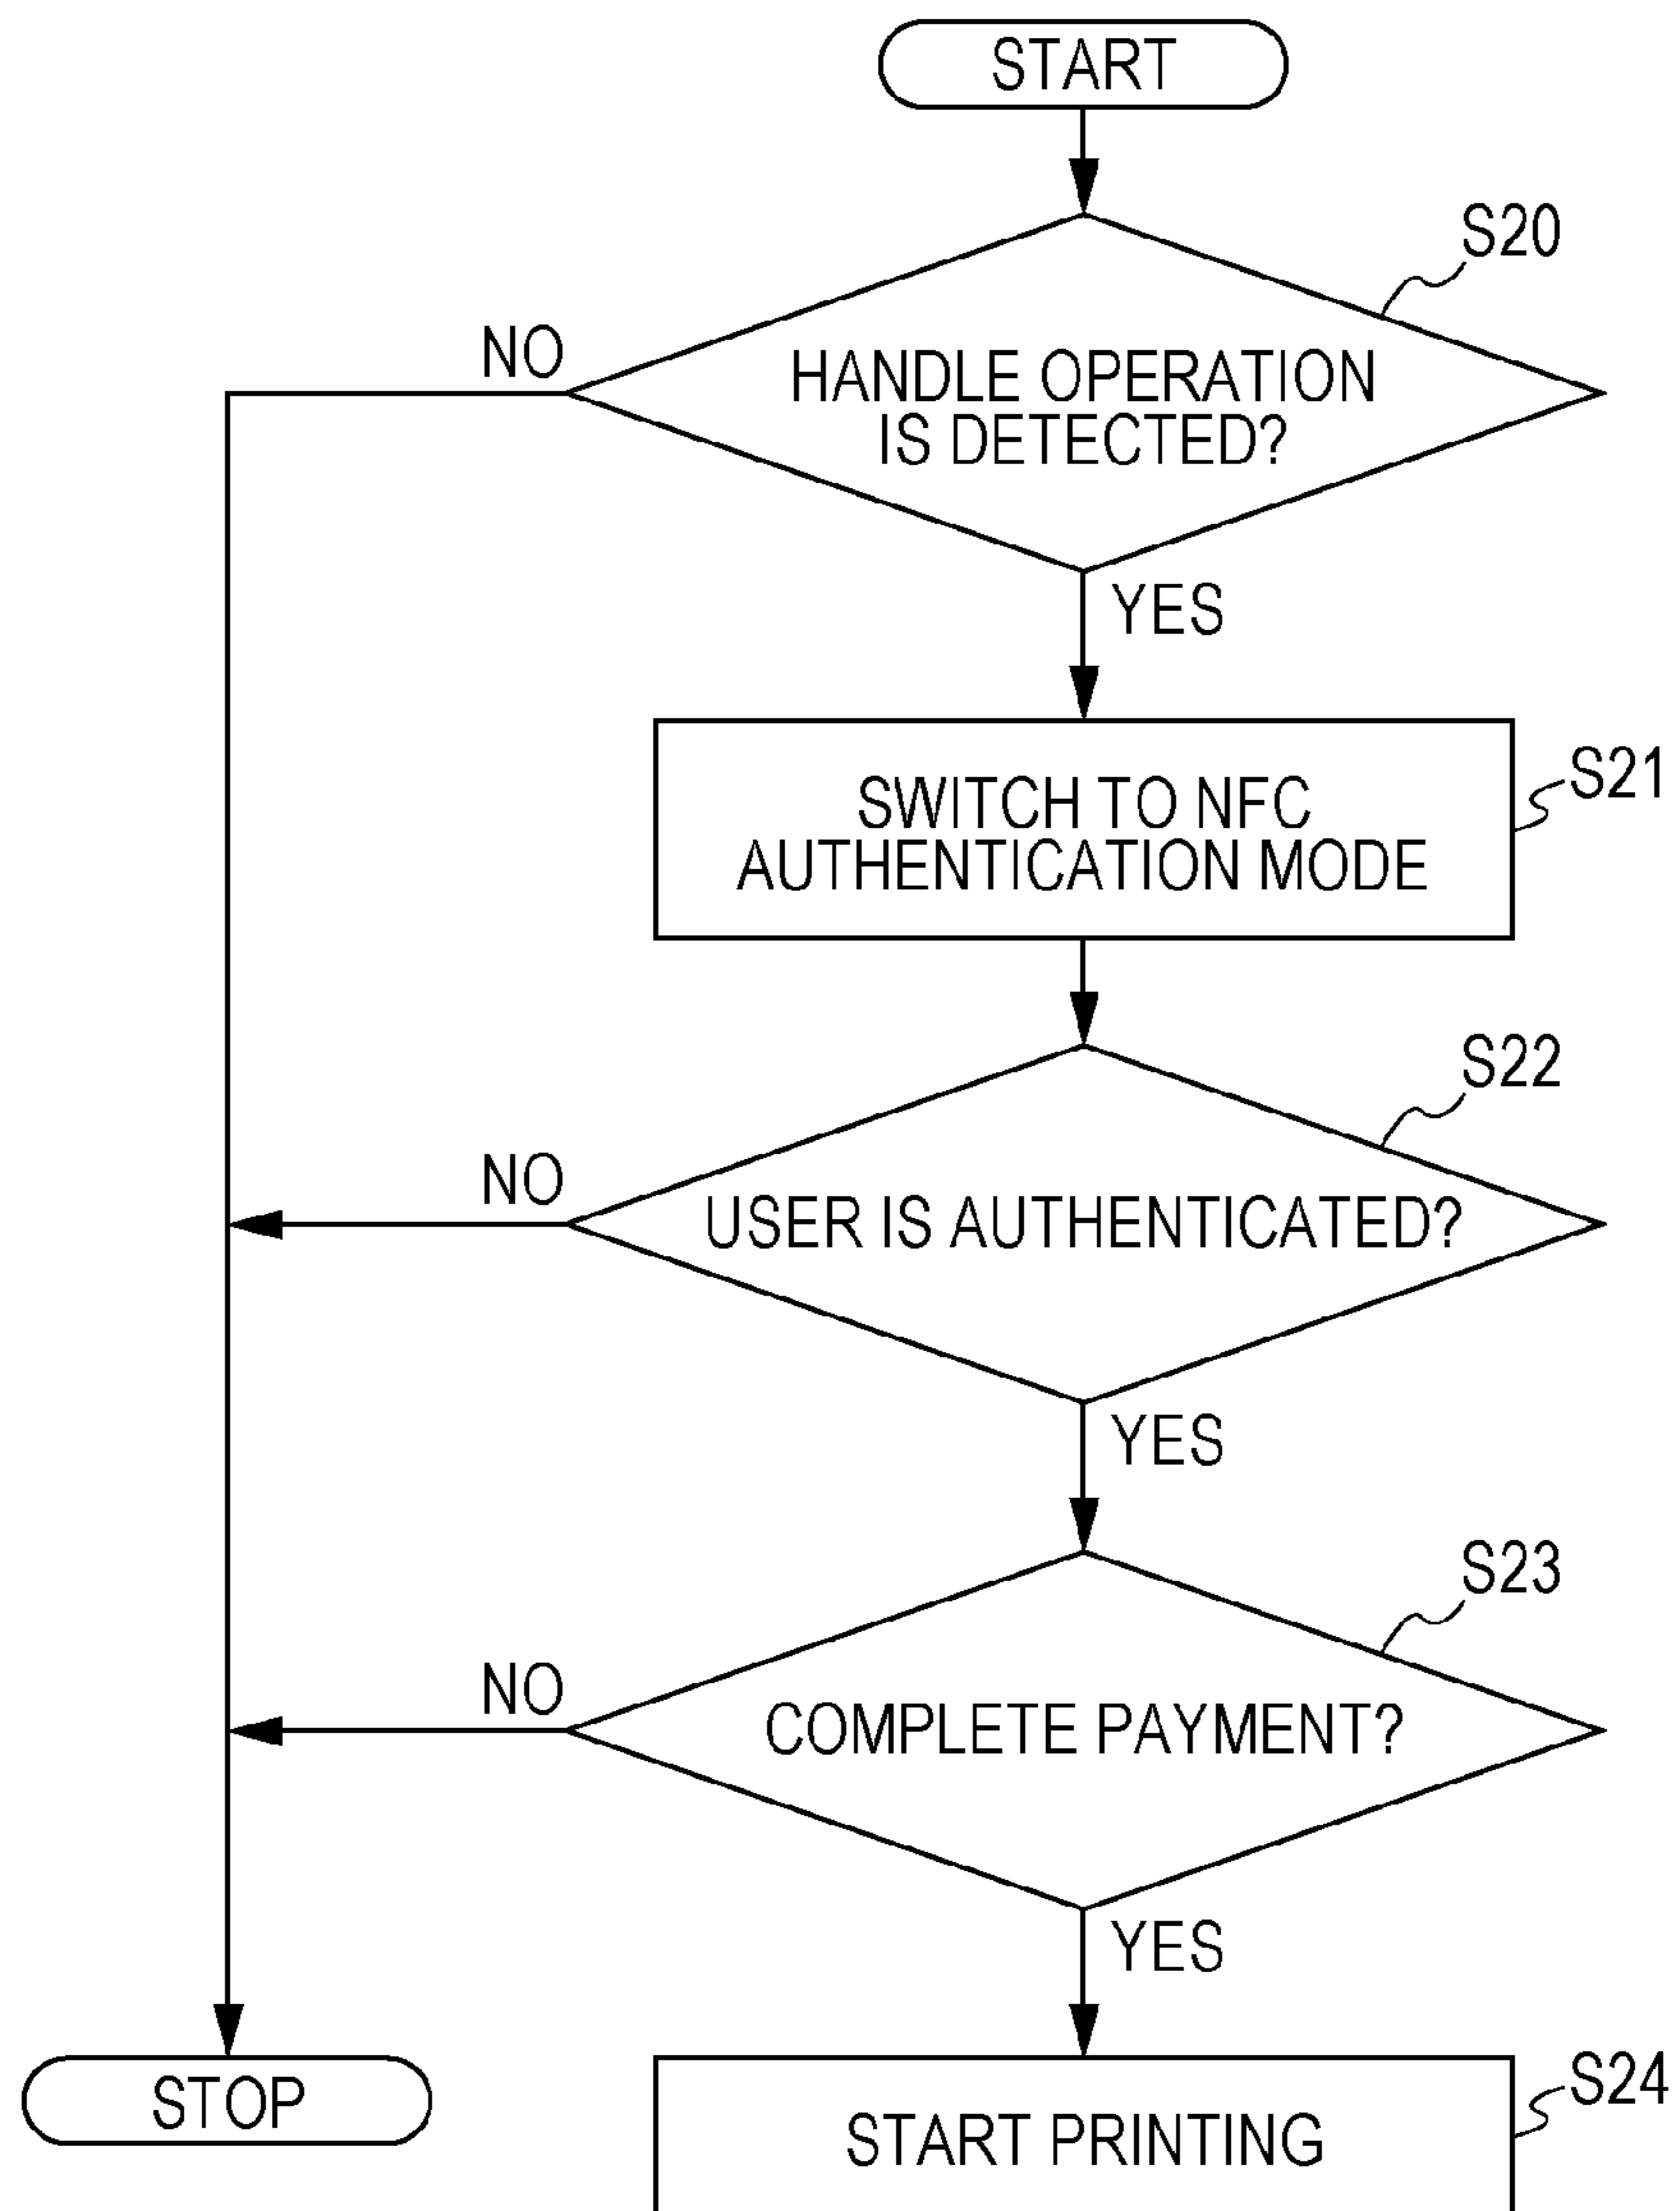 START
S20
NO
HANDLE OPERATION
IS DETECTED?
YES
S21
SWITCH TO NFC
AUTHENTICATION MODE
S22
NO
USER IS AUTHENTICATED?
YES
S23
NO
COMPLETE PAYMENT?
YES
STOP
S24
START PRINTING